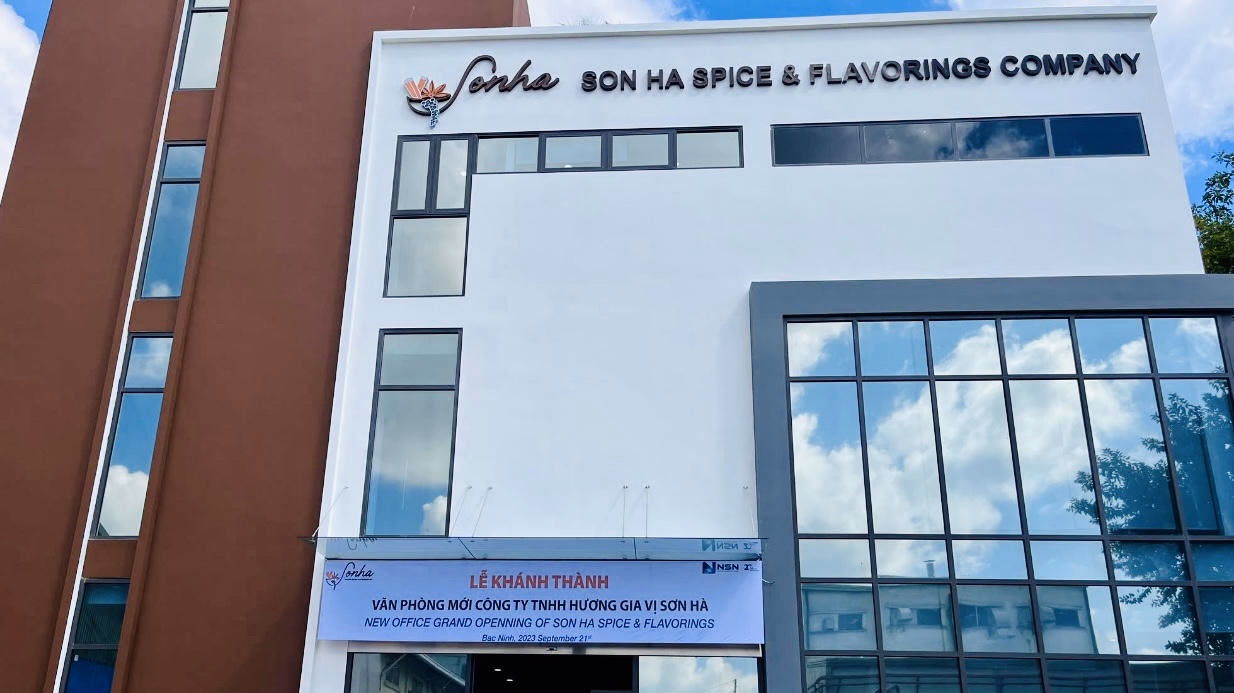 Sonha
SON HA SPICE & FLAVORINGS COMPANY
Sonha
NSN
LỄ KHÁNH THÀNH
VĂN PHÒNG MỚI CÔNG TY TNHH HƯƠNG GIA VỊ SƠN HÀ
NEW OFFICE GRAND OPENNING OF SON HA SPICE & FLAVORINGS
Bac Ninh, 2023 September 21st